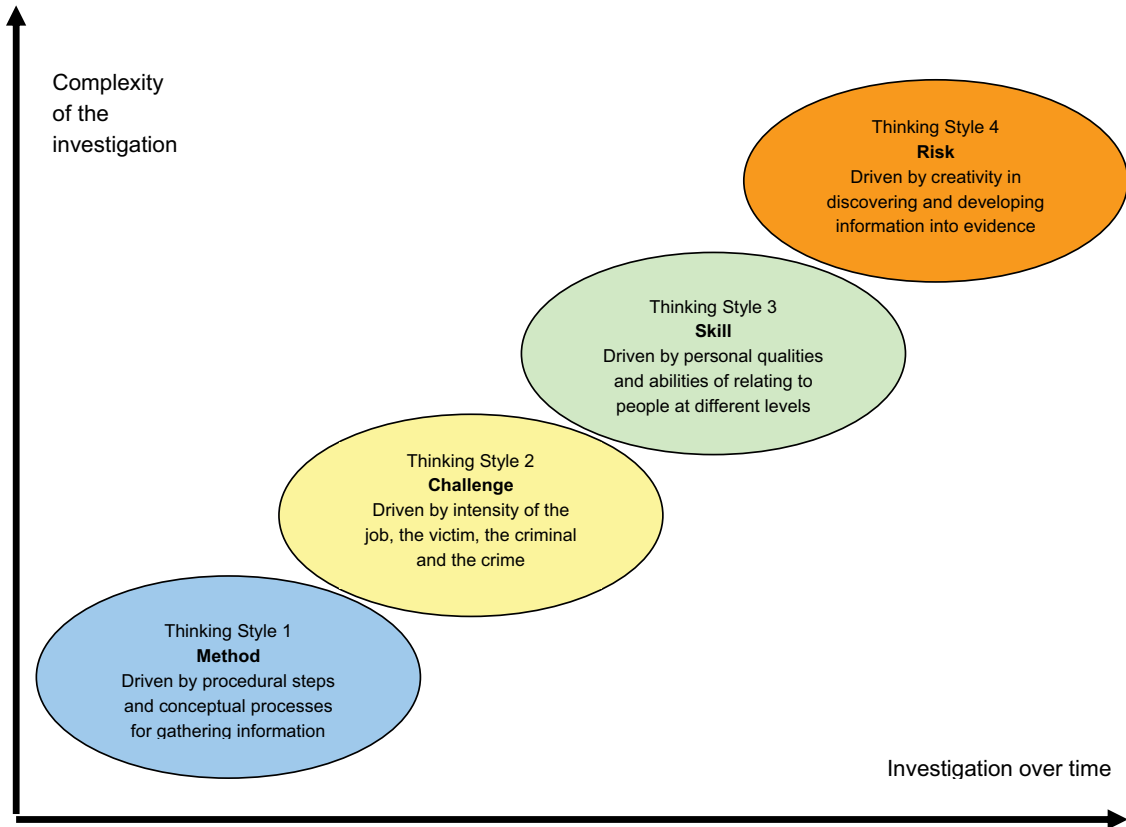 Complexity
of the
investigation
Thinking Style 4
Risk
Driven by creativity in
discovering and developing
information into evidence
Thinking Style 3
Skill
Driven by personal qualities
and abilities of relating to
people at different levels
Thinking Style 2
Challenge
Driven by intensity of the
job, the victim, the criminal
and the crime
Thinking Style 1
Method
Driven by procedural steps
and conceptual processes
for gathering information
Investigation over time